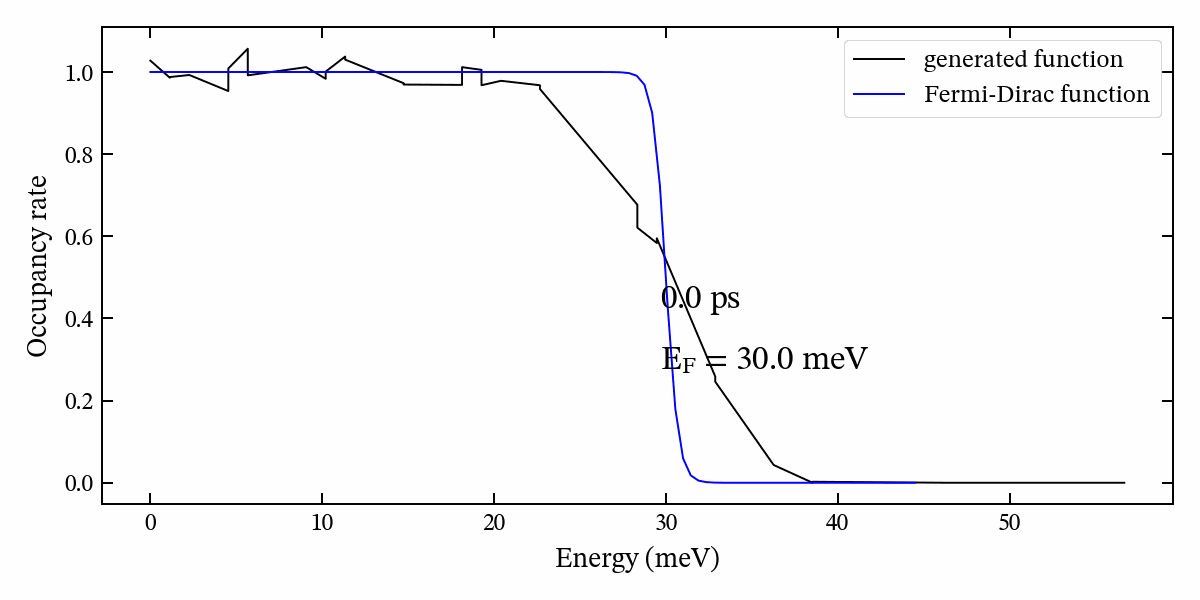 generated function
Fermi-Dirac function
1.0
0.8
0.6
0.4
0.2
0.0
Occupancy rate
0.0 ps
E_F = 30.0 meV
0 10 20 30 40 50
Energy (meV)